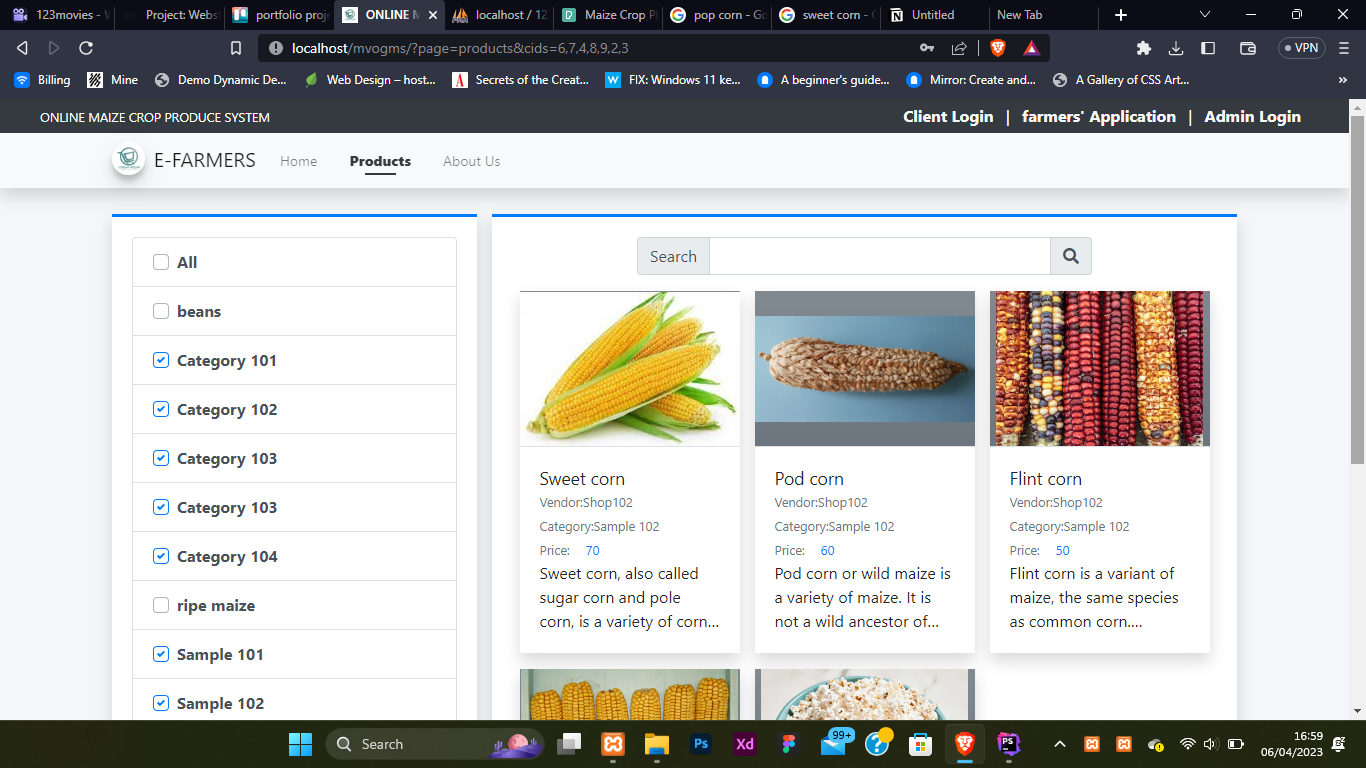 123movies - W
Project: Webs
portfolio proj
ONLINE M
localhost / 12
Maize Crop P
pop corn - Go
sweet corn - G
Untitled
New Tab
localhost/mvogms/?page=products&cids=6,7,4,8,9,2,3
VPN
Billing
Mine
Demo Dynamic De...
Web Design – host...
Secrets of the Creat...
FIX: Windows 11 ke...
A beginner's guide...
Mirror: Create and...
A Gallery of CSS Art...
»
ONLINE MAIZE CROP PRODUCE SYSTEM
Client Login | farmers' Application | Admin Login
E-FARMERS
Home
Products
About Us
All
beans
Category 101
Category 102
Category 103
Category 103
Category 104
ripe maize
Sample 101
Sample 102
Search
Sweet corn
Vendor:Shop102
Category:Sample 102
Price: 70
Sweet corn, also called
sugar corn and pole
corn, is a variety of corn...
Pod corn
Vendor:Shop102
Category:Sample 102
Price: 60
Pod corn or wild maize is
a variety of maize. It is
not a wild ancestor of...
Flint corn
Vendor:Shop102
Category:Sample 102
Price: 50
Flint corn is a variant of
maize, the same species
as common corn....
Search
Ps
Xd
99+
PS
16:59
06/04/2023